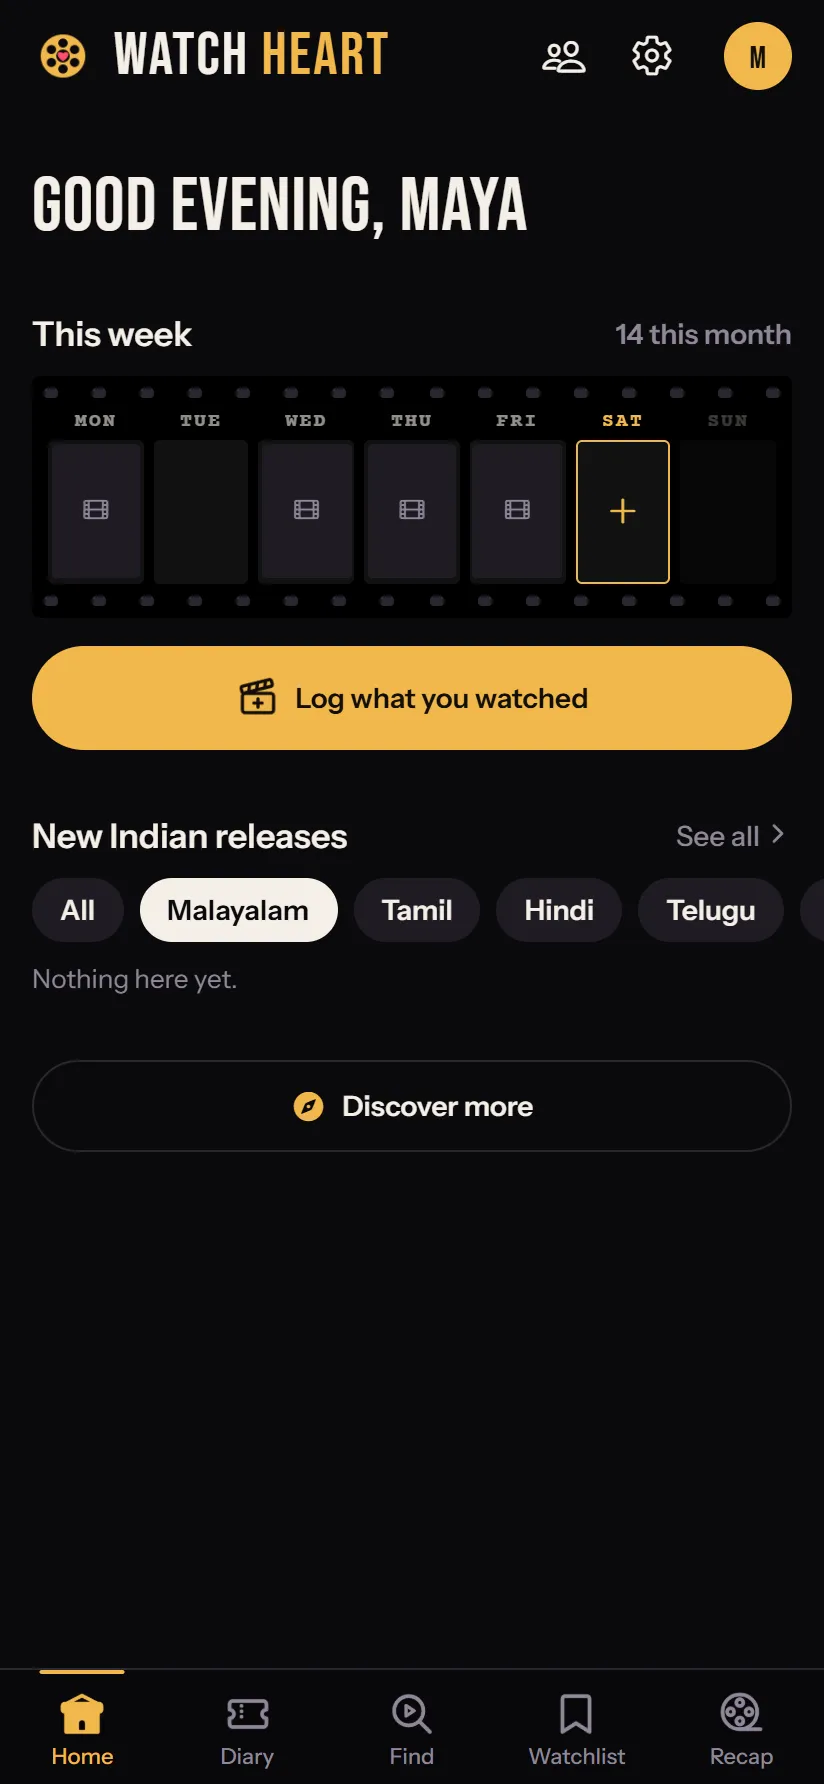 WATCH HEART
M
GOOD EVENING, MAYA
This week
14 this month
MON TUE WED THU FRI SAT SUN
Log what you watched
New Indian releases
See all
All Malayalam Tamil Hindi Telugu
Nothing here yet.
Discover more
Home Diary Find Watchlist Recap